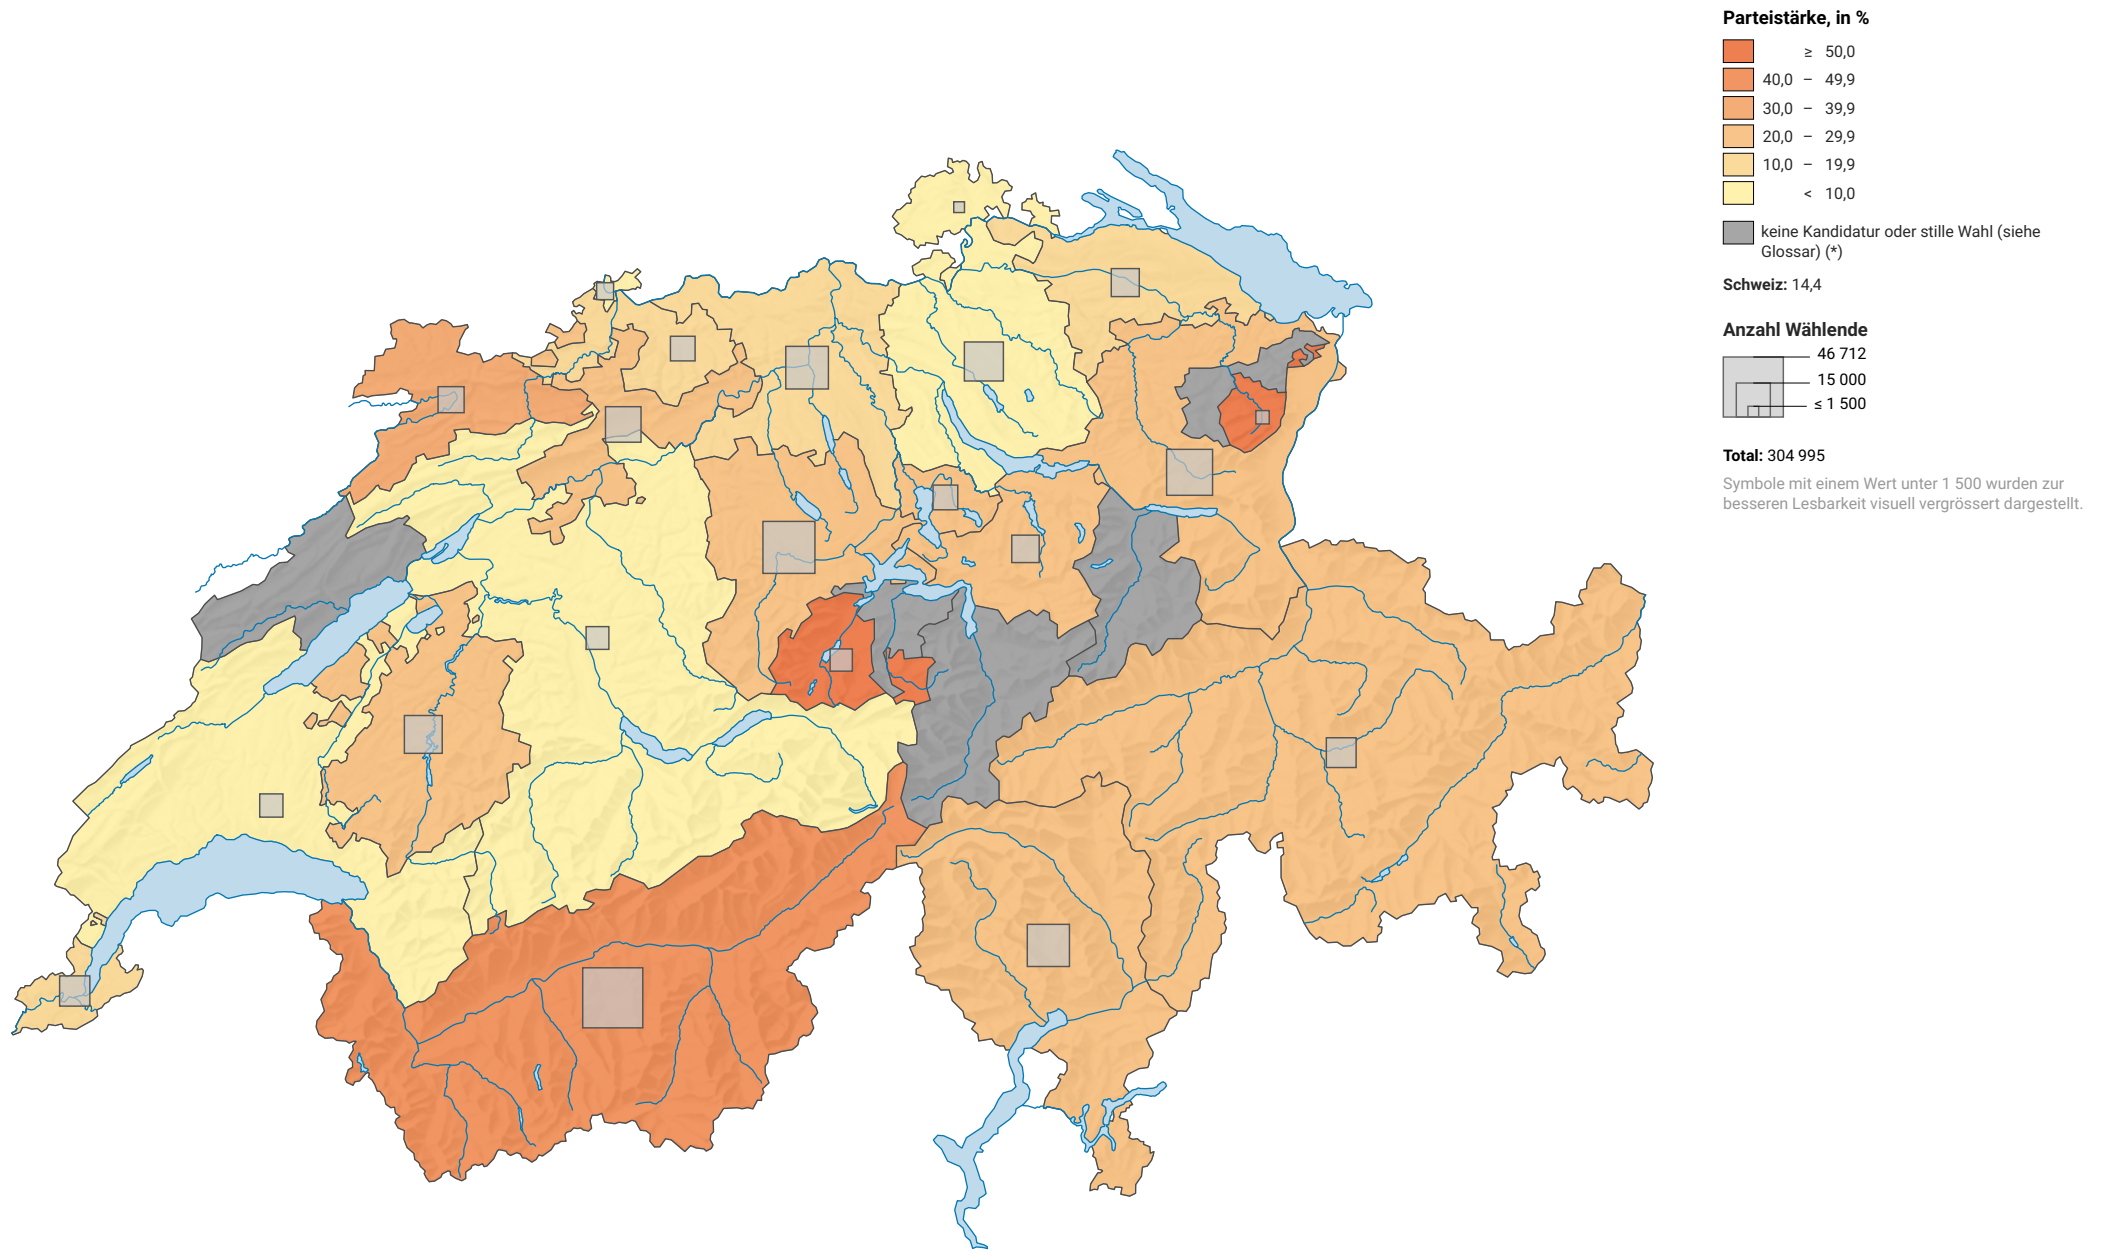 Parteistärke, in %
≥ 50,0
40,0 – 49,9
30,0 – 39,9
20,0 – 29,9
10,0 – 19,9
< 10,0
keine Kandidatur oder stille Wahl (siehe
Glossar) (*)
Schweiz: 14,4
Anzahl Wählende
46 712
15 000
≤ 1 500
Total: 304 995
Symbole mit einem Wert unter 1 500 wurden zur
besseren Lesbarkeit visuell vergrössert dargestellt.